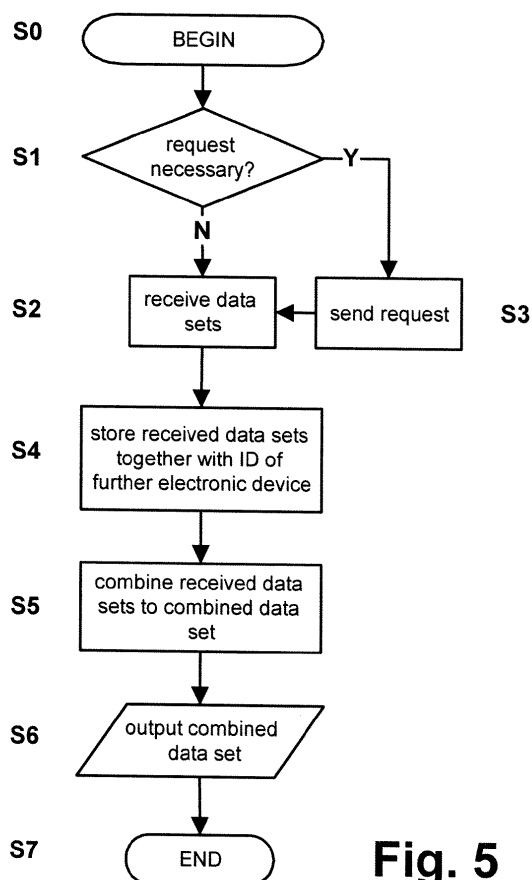 S0
BEGIN
S1
request
necessary?
Y
N
S2
receive data
sets
send request
S3
S4
store received data sets
together with ID of
further electronic device
S5
combine received data
sets to combined data
set
S6
output combined
data set
S7
END
Fig. 5